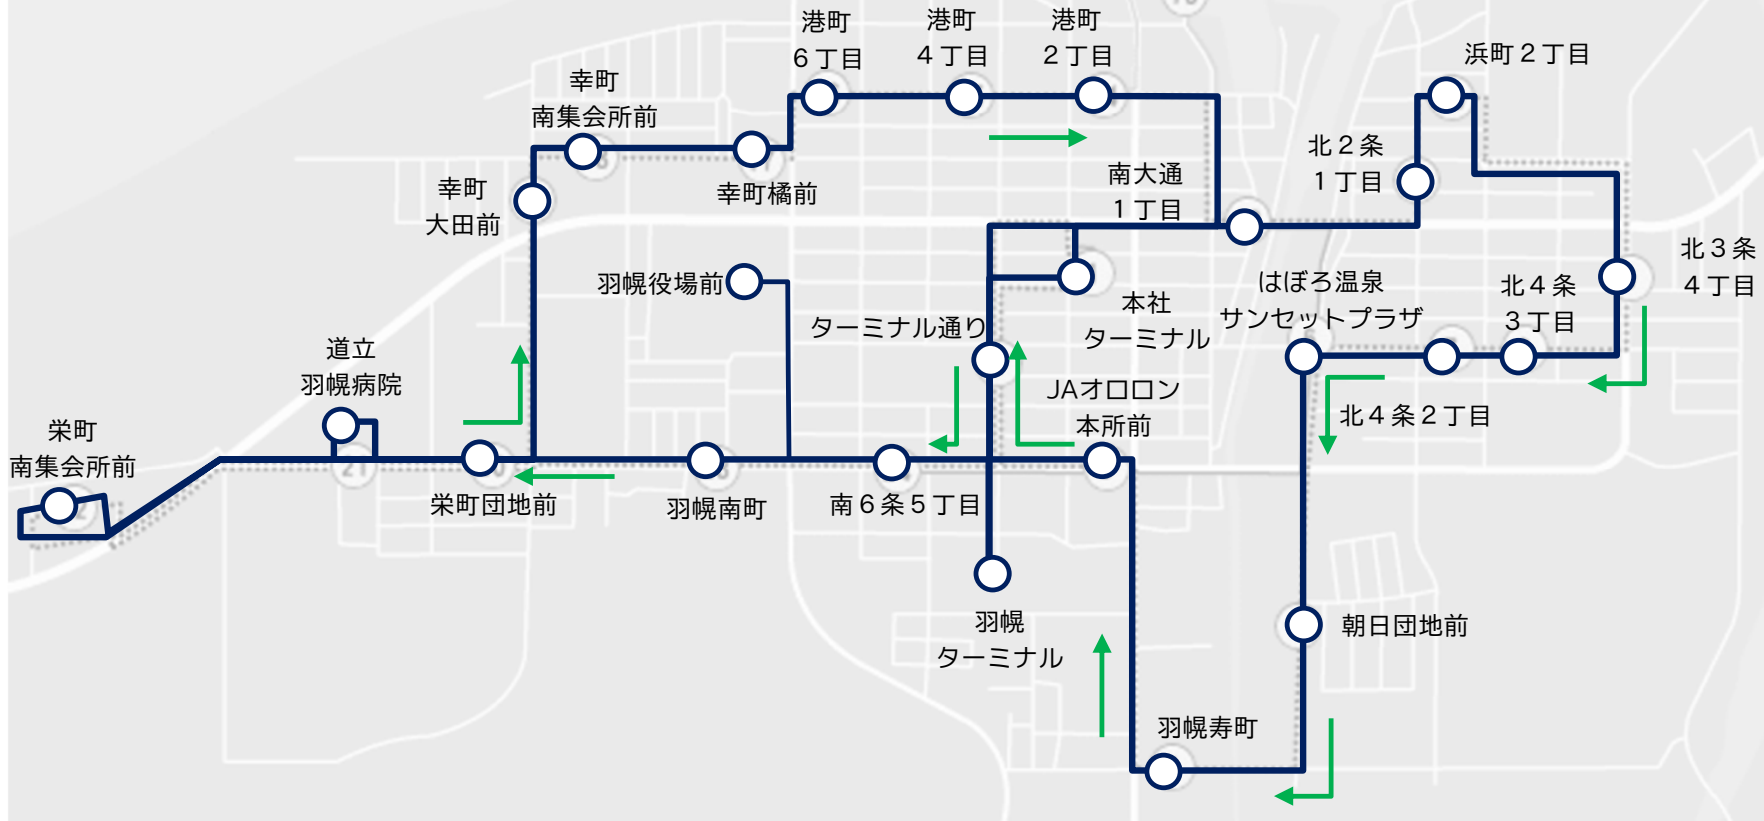 港町
６丁目
港町
４丁目
港町
２丁目
浜町２丁目
幸町
南集会所前
幸町橘前
幸町
大田前
南大通
１丁目
北２条
１丁目
北３条
４丁目
羽幌役場前
本社
ターミナル
はぼろ温泉
サンセットプラザ
北４条
３丁目
ターミナル通り
道立
羽幌病院
JAオロロン
本所前
北４条２丁目
栄町
南集会所前
栄町団地前
羽幌南町
南６条５丁目
羽幌
ターミナル
朝日団地前
羽幌寿町